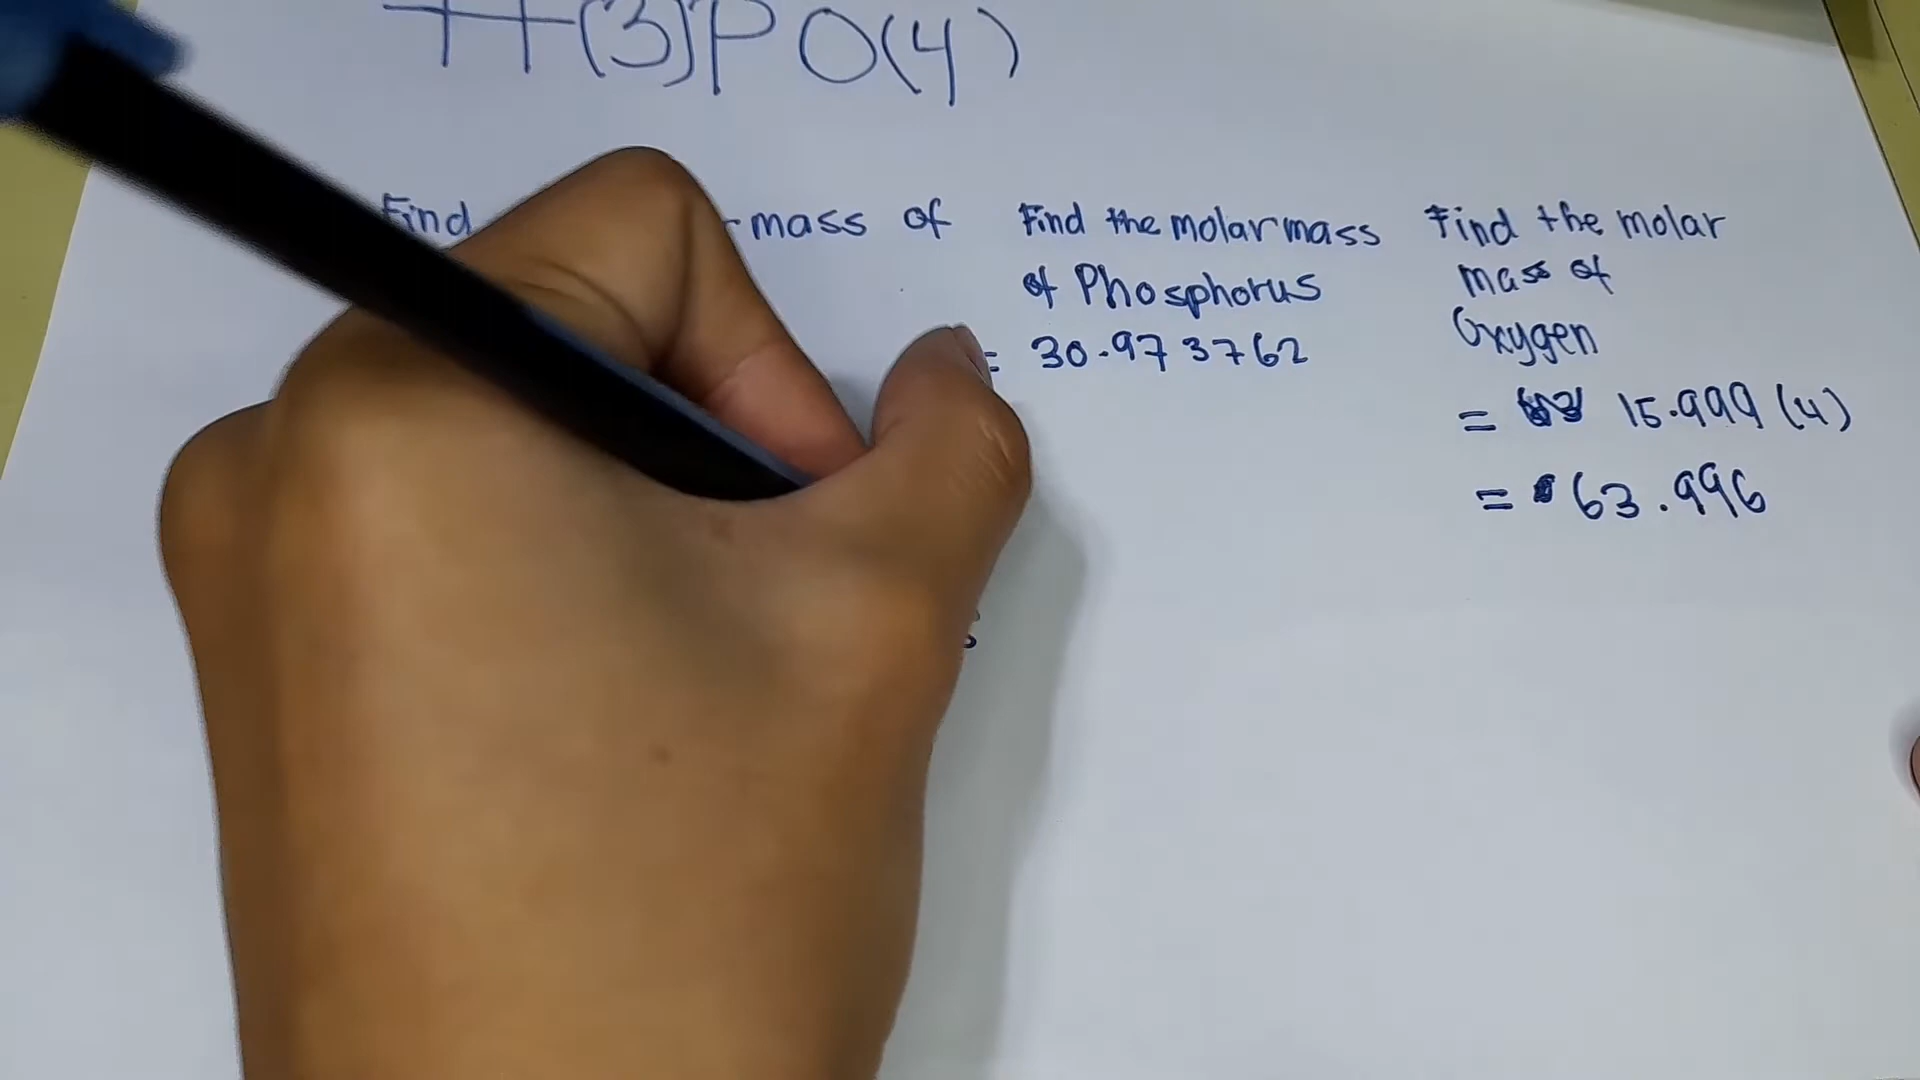 H(3)PO(4)
Find mass of
Find the molar mass
of Phosphorus
= 30.973762
Find the molar
mass of
Oxygen
= 15.999 (4)
= 63.996